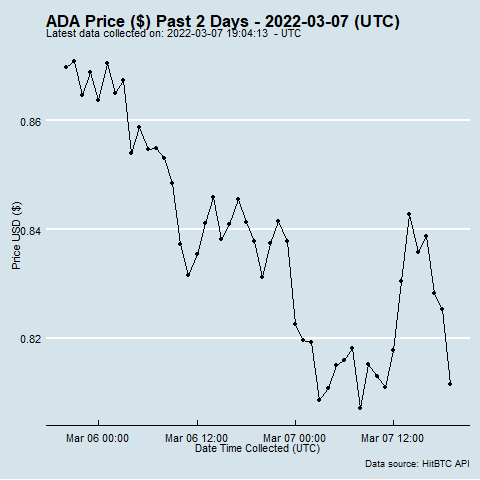 ADA Price ($) Past 2 Days - 2022-03-07 (UTC)
Latest data collected on: 2022-03-07 19:04:13 - UTC
0.86
0.84
0.82
Price USD ($)
Mar 06 00:00 Mar 06 12:00 Mar 07 00:00 Mar 07 12:00
Date Time Collected (UTC)
Data source: HitBTC API